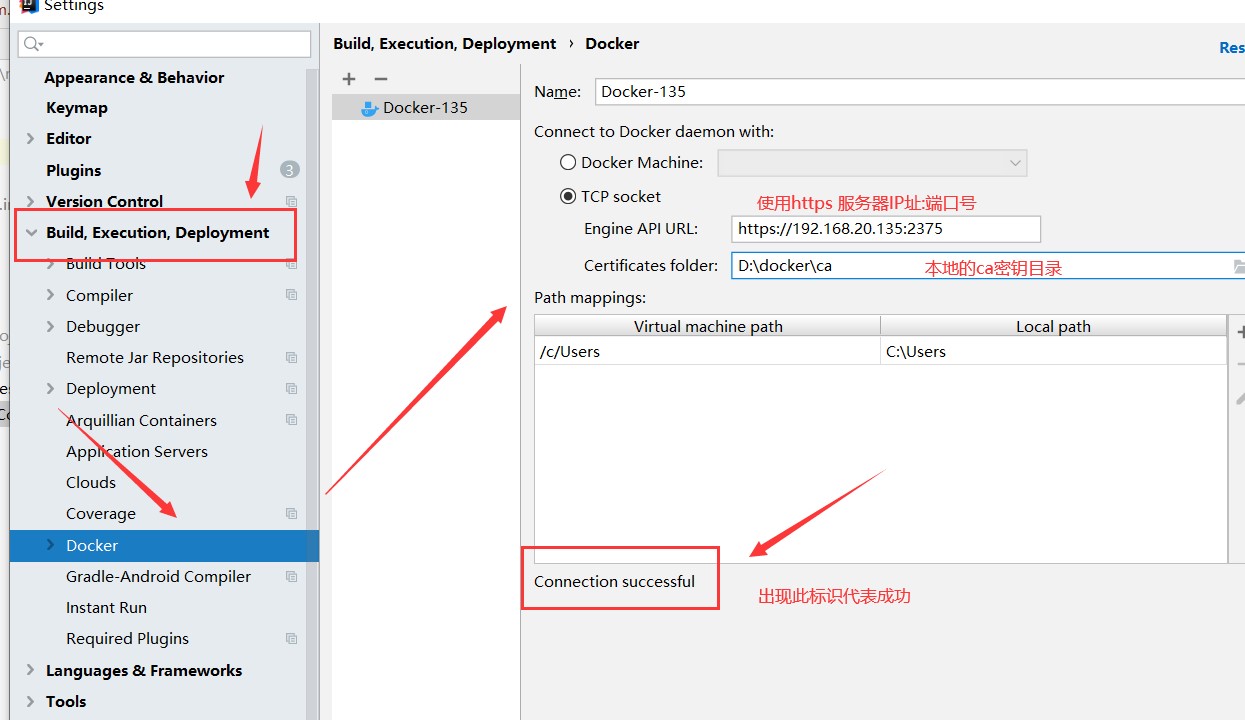 Settings
Build, Execution, Deployment › Docker
Appearance & Behavior
Keymap
Editor
Plugins
3
Version Control
Build, Execution, Deployment
Build Tools
Compiler
Debugger
Remote Jar Repositories
Deployment
Arquillian Containers
Application Servers
Clouds
Coverage
Docker
Gradle-Android Compiler
Instant Run
Required Plugins
Languages & Frameworks
Tools
Docker-135
Name: Docker-135
Connect to Docker daemon with:
Docker Machine:
TCP socket
使用https 服务器IP址:端口号
Engine API URL: https://192.168.20.135:2375
Certificates folder: D:\docker\ca 本地的ca密钥目录
Path mappings:
Virtual machine path Local path
/c/Users C:\Users
Connection successful
出现此标识代表成功